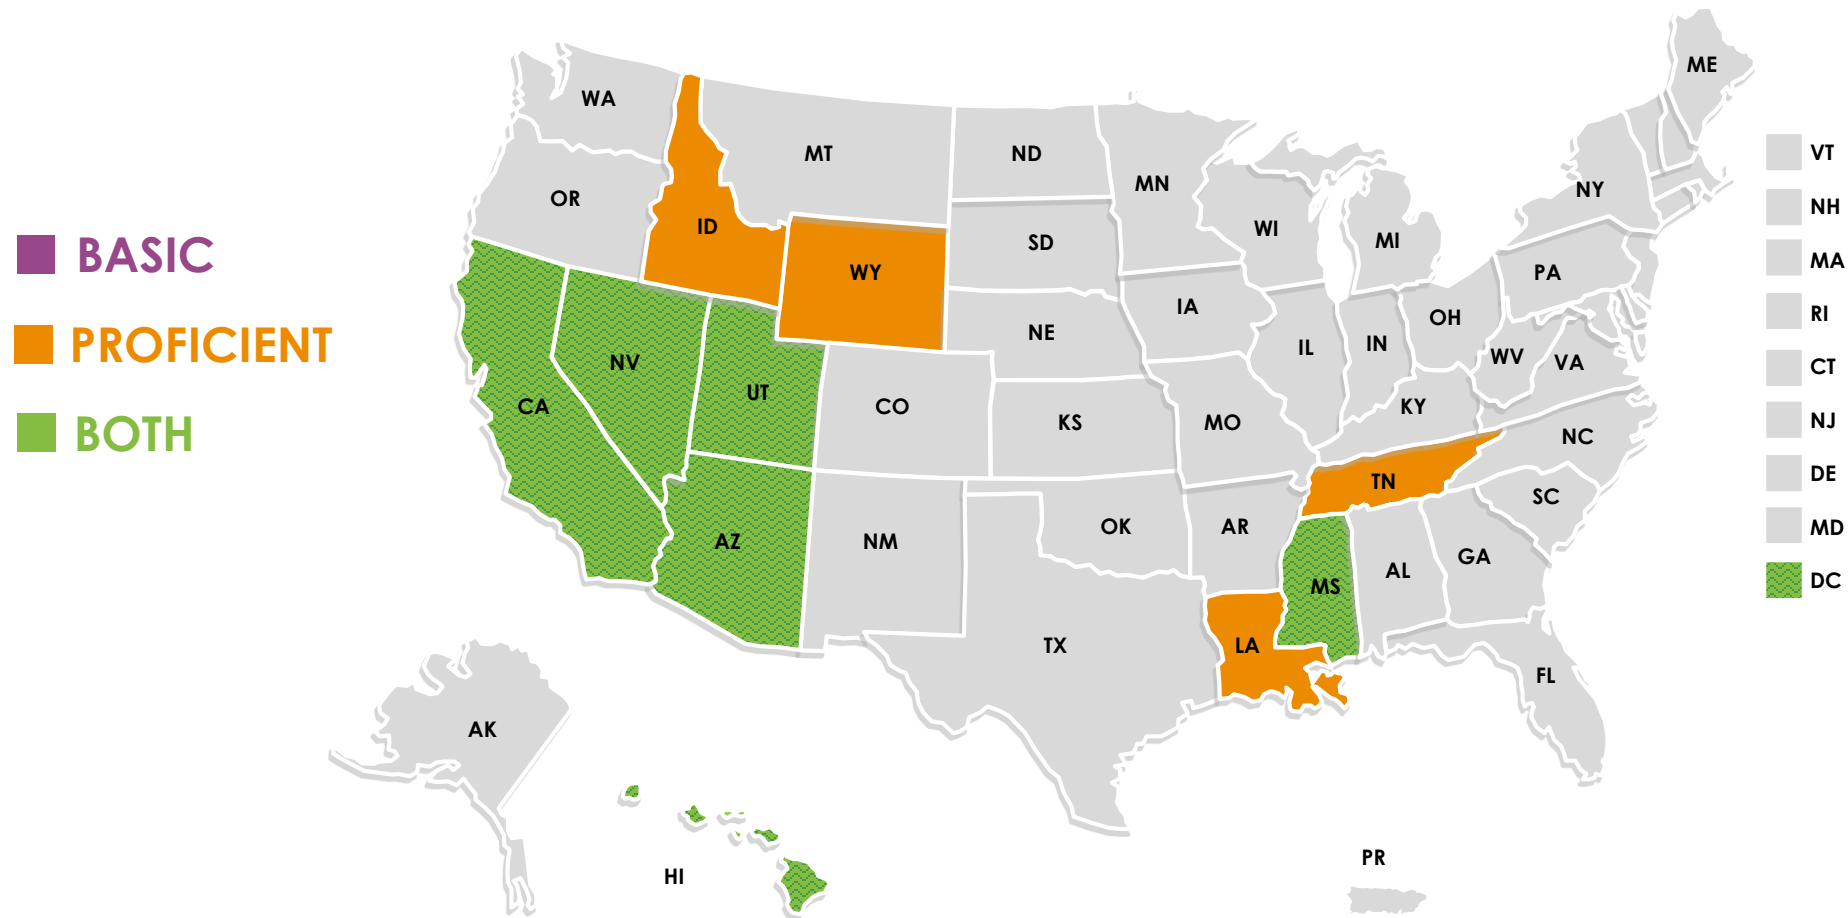 BASIC
PROFICIENT
BOTH
WA
OR
ID
MT
WY
ND
SD
NE
MN
WI
MI
IA
NY
ME
PA
OH
IL
IN
WV
VA
KY
NC
SC
TN
GA
AL
MS
LA
AR
MO
KS
OK
TX
NM
CO
UT
NV
CA
AZ
FL
AK
HI
PR
VT
NH
MA
RI
CT
NJ
DE
MD
DC